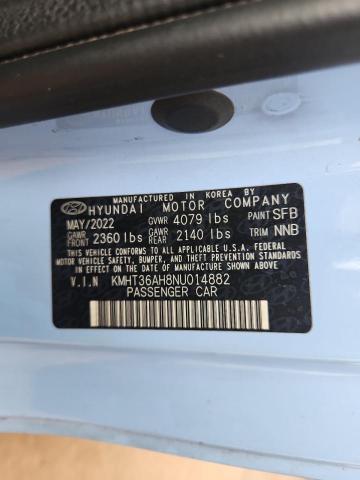 MANUFACTURED IN KOREA BY
HYUNDAI MOTOR COMPANY
MAY/2022 GVWR 4079 lbs PAINT SFB
GAWR FRONT 2360 lbs GAWR REAR 2140 lbs TRIM NNB
THIS VEHICLE CONFORMS TO ALL APPLICABLE U.S.A FEDERAL
MOTOR VEHICLE SAFETY, BUMPER, AND THEFT PREVENTION
STANDARDS IN EFFECT ON THE DATE OF MANUFACTURE SHOWN ABOVE.
V.I.N KMHT36AH8NU014882
PASSENGER CAR